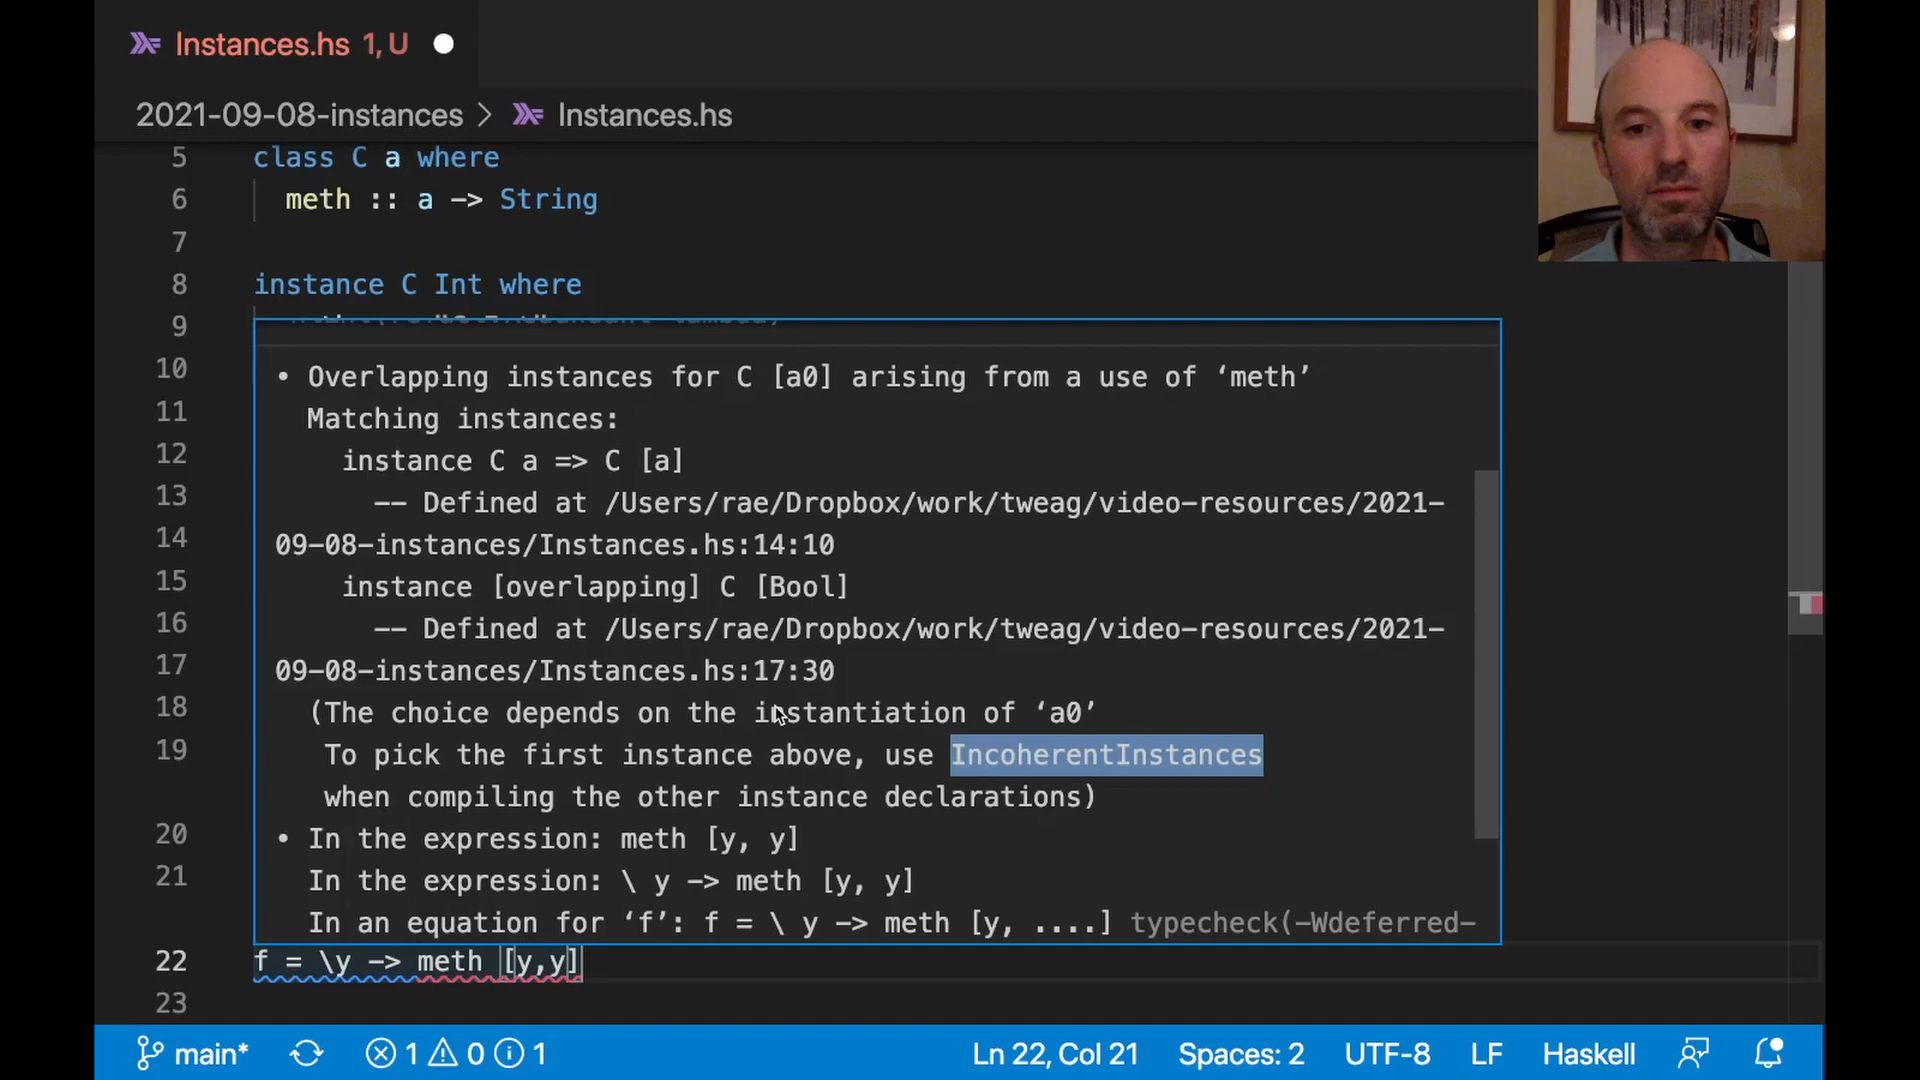 Instances.hs 1, U
2021-09-08-instances > Instances.hs
5 class C a where
6 meth :: a -> String
7
8 instance C Int where
9
10 • Overlapping instances for C [a0] arising from a use of ‘meth’
11 Matching instances:
12 instance C a => C [a]
13 -- Defined at /Users/rae/Dropbox/work/tweag/video-resources/2021-
14 09-08-instances/Instances.hs:14:10
15 instance [overlapping] C [Bool]
16 -- Defined at /Users/rae/Dropbox/work/tweag/video-resources/2021-
17 09-08-instances/Instances.hs:17:30
18 (The choice depends on the instantiation of ‘a0’
19 To pick the first instance above, use IncoherentInstances
when compiling the other instance declarations)
20 • In the expression: meth [y, y]
21 In the expression: \ y -> meth [y, y]
In an equation for ‘f’: f = \ y -> meth [y, ....] typecheck(-Wdeferred-
22 f = \y -> meth [y,y]
23
main* 1 0 1 Ln 22, Col 21 Spaces: 2 UTF-8 LF Haskell